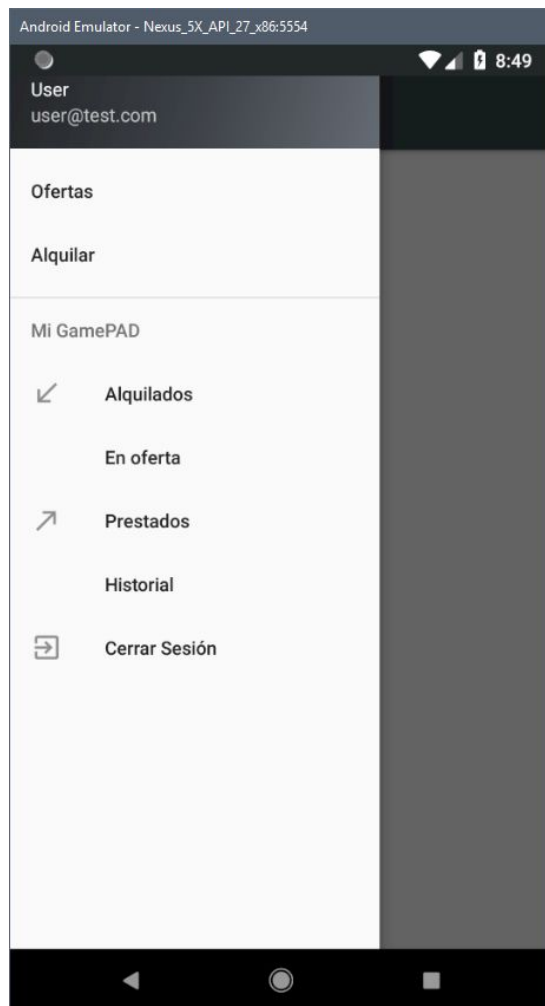 Android Emulator - Nexus_5X_API_27_x86:5554
8:49
User
user@test.com
Ofertas
Alquilar
Mi GamePAD
Alquilados
En oferta
Prestados
Historial
Cerrar Sesión